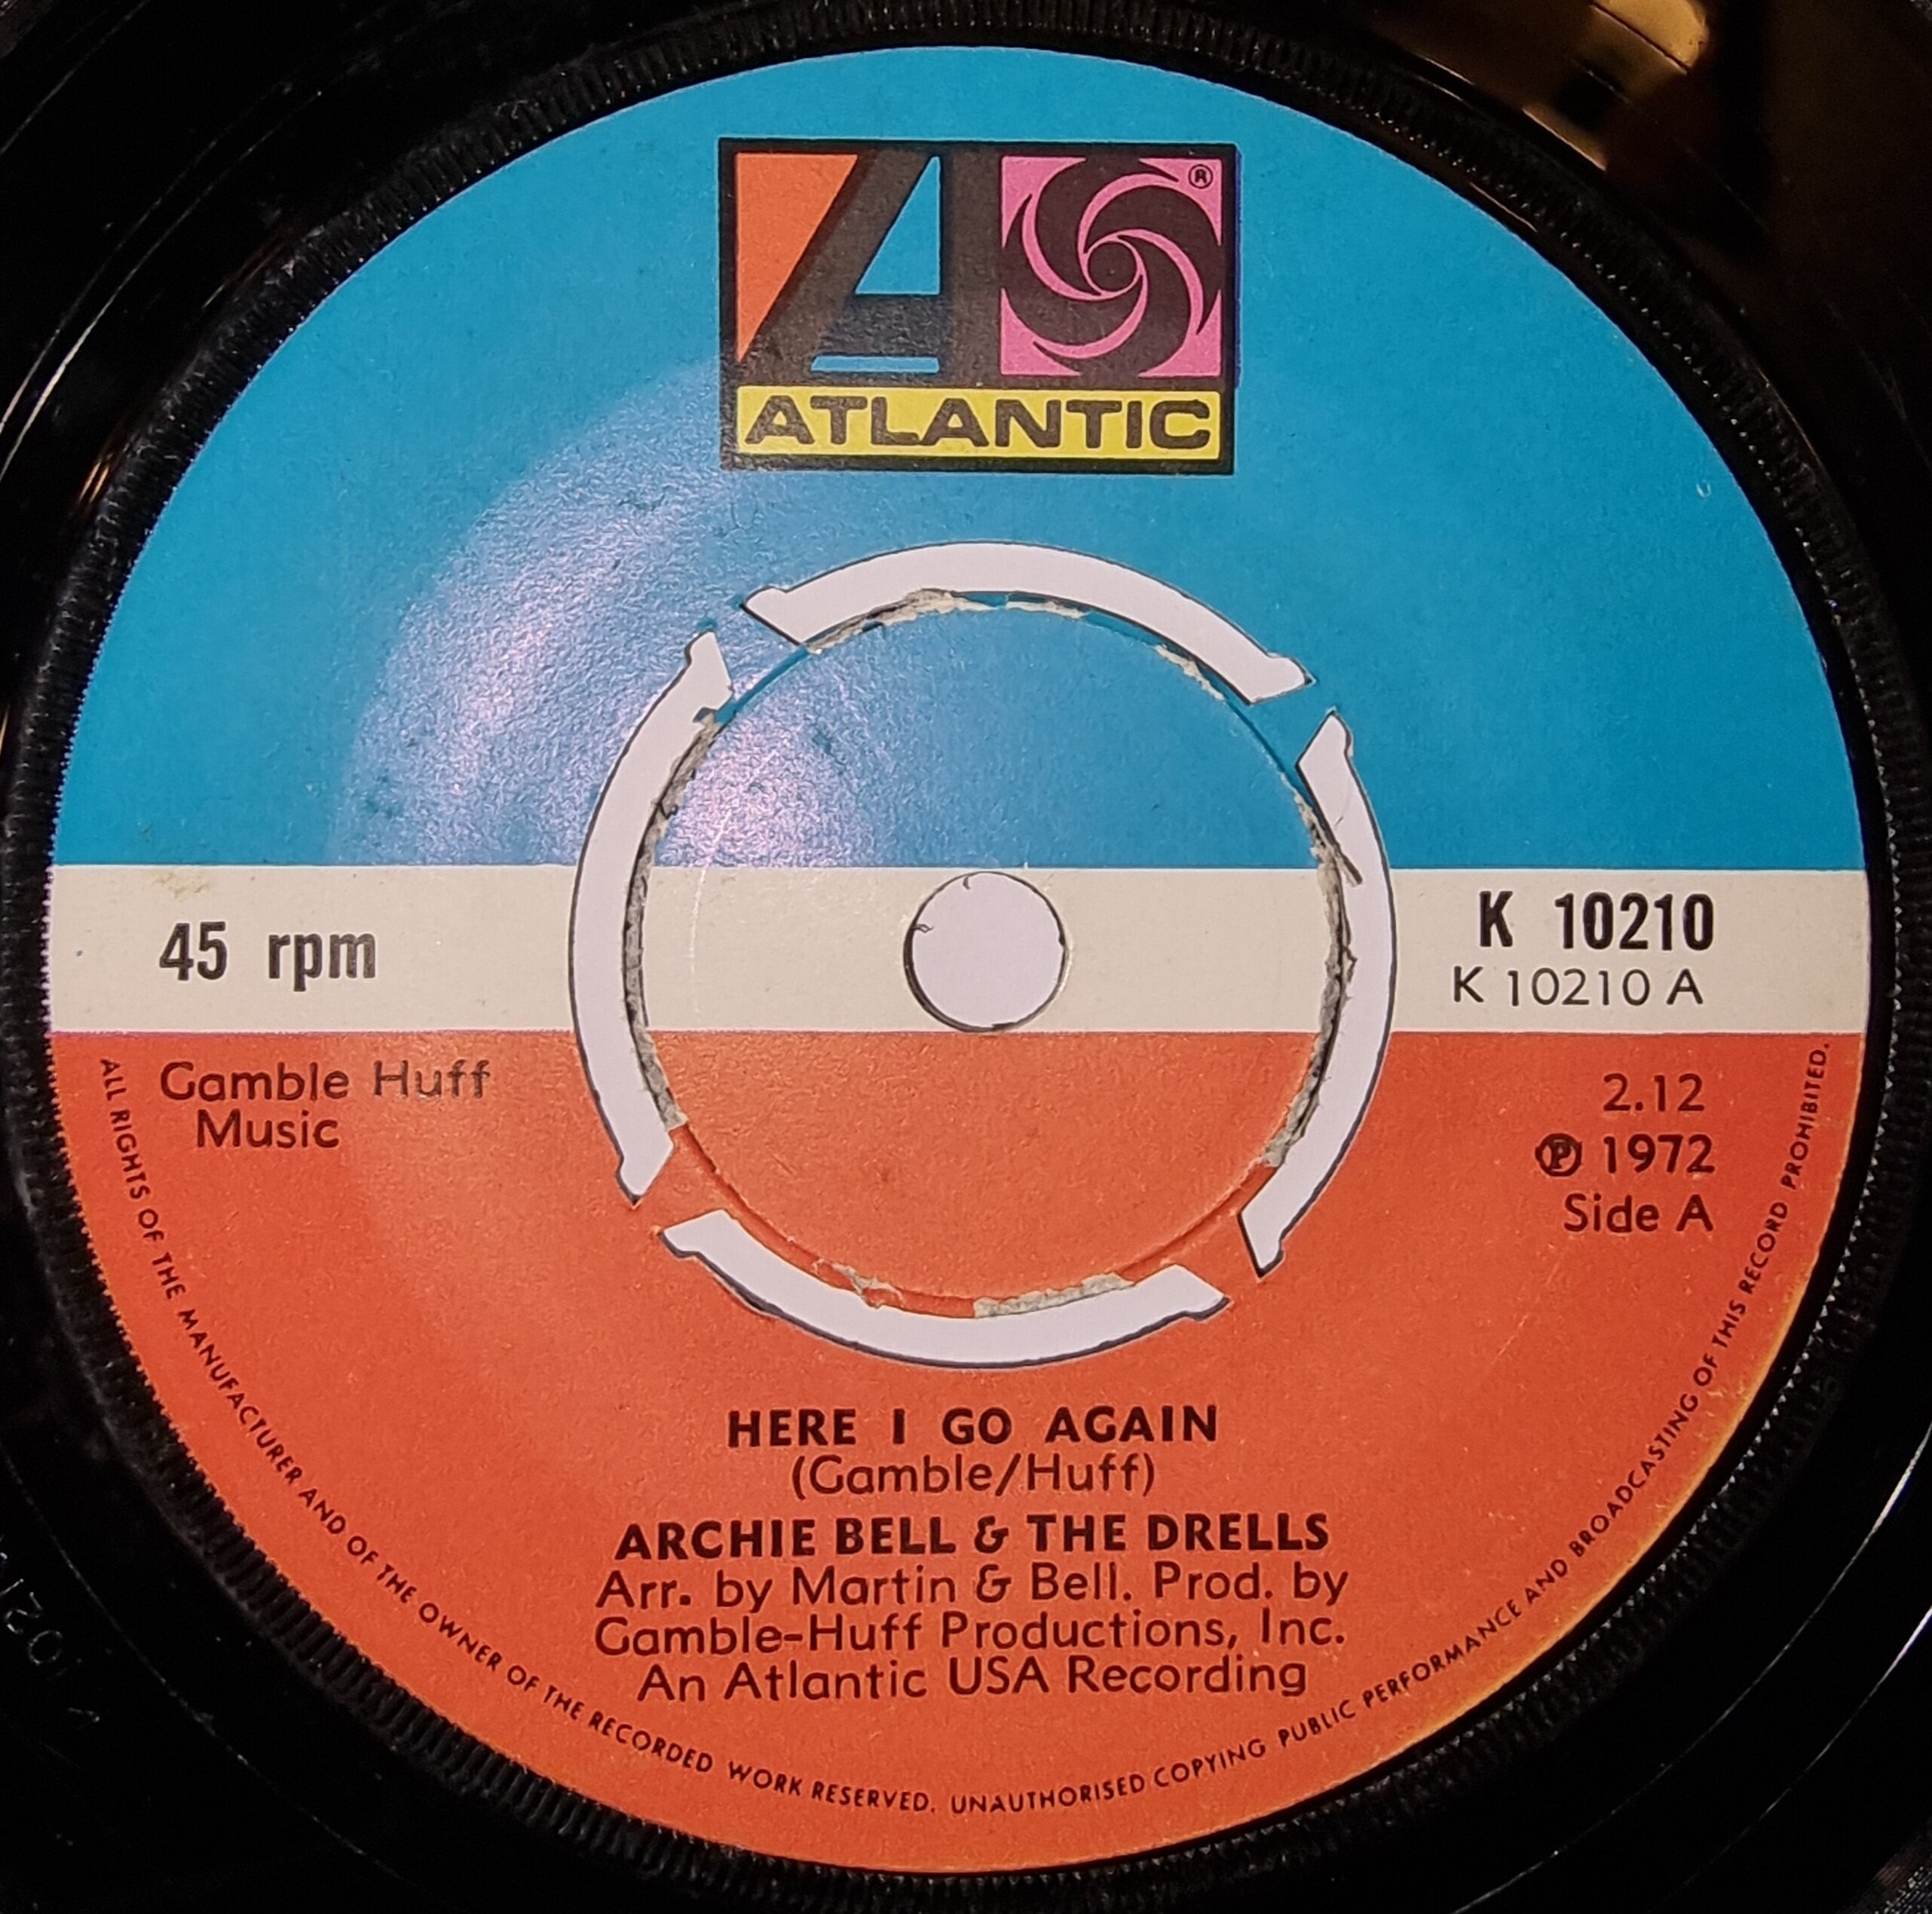 ®
ATLANTIC
45 rpm
K 10210
K 10210 A
Gamble Huff
Music
2.12
Ⓟ 1972
Side A
HERE I GO AGAIN
(Gamble/Huff)
ARCHIE BELL & THE DRELLS
Arr. by Martin & Bell. Prod. by
Gamble-Huff Productions, Inc.
An Atlantic USA Recording
ALL RIGHTS OF THE MANUFACTURER AND OF THE OWNER OF THE RECORDED WORK RESERVED. UNAUTHORISED COPYING PUBLIC PERFORMANCE AND BROADCASTING OF THIS RECORD PROHIBITED.